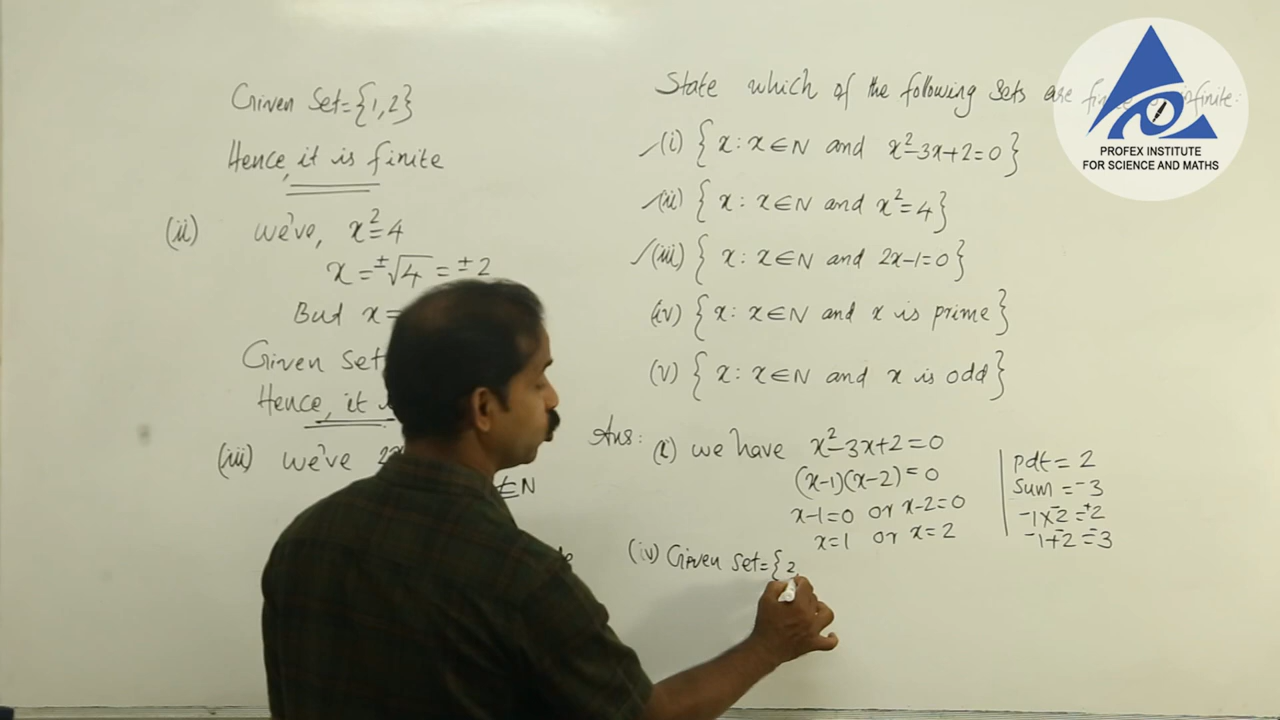 Given Set={1,2}
Hence, it is finite
(ii) we've, x²=4
x=±√4=±2
But x=
Given Set
Hence, it
(iii) we've
∉N
State which of the following sets are
(i) {x: x∈N and x²-3x+2=0}
(ii) {x: x∈N and x²=4}
(iii) {x: x∈N and 2x-1=0}
(iv) {x: x∈N and x is prime}
(v) {x: x∈N and x is odd}
Ans: (i) we have x²-3x+2=0
(x-1)(x-2)=0
x-1=0 or x-2=0
x=1 or x=2
pdt=2
Sum=-3
-1x-2=+2
-1+-2=-3
(iv) Given Set={2,
PROFEX INSTITUTE
FOR SCIENCE AND MATHS